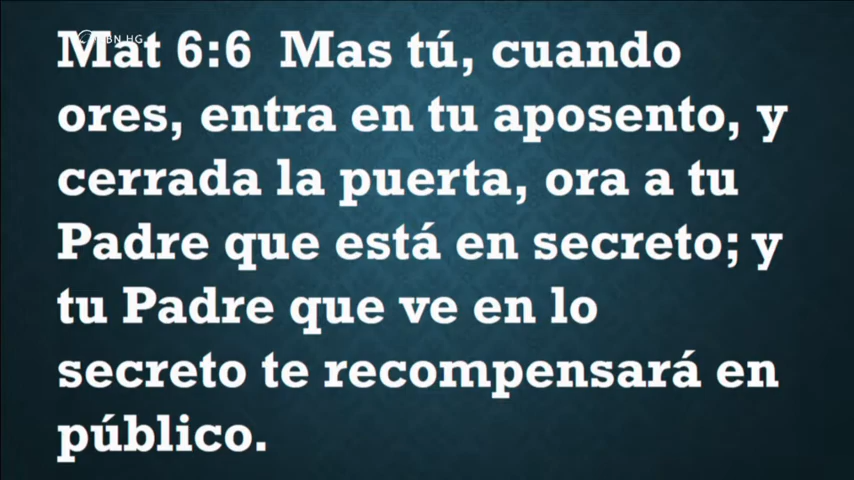 Mat 6:6 Mas tú, cuando
ores, entra en tu aposento, y
cerrada la puerta, ora a tu
Padre que está en secreto; y
tu Padre que ve en lo
secreto te recompensará en
público.